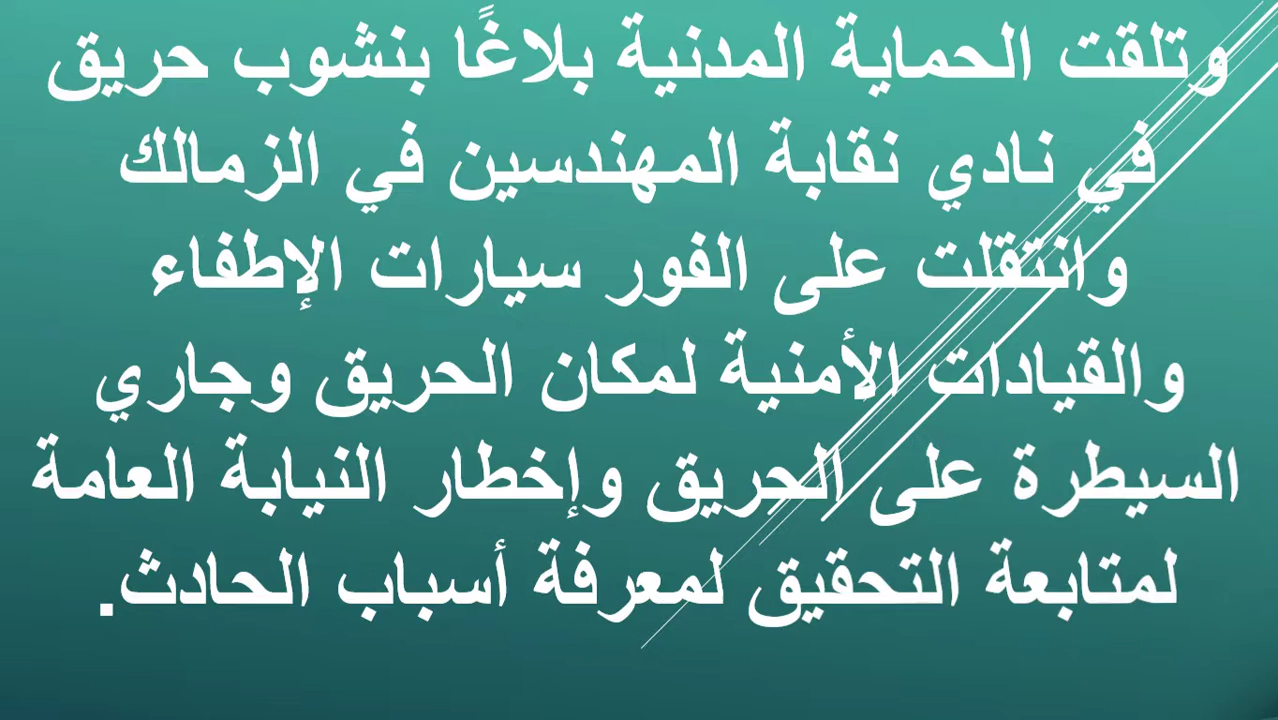 وتلقت الحماية المدنية بلاغًا بنشوب حريق
في نادي نقابة المهندسين في الزمالك
وانتقلت على الفور سيارات الإطفاء
والقيادات الأمنية لمكان الحريق وجاري
السيطرة على الحريق وإخطار النيابة العامة
لمتابعة التحقيق لمعرفة أسباب الحادث.